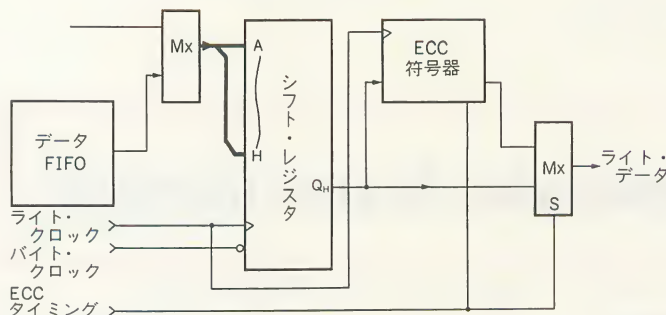 Mx
A
H
シフト・レジスタ
QH
ECC
符号器
Mx
S
ライト・
データ
データ
FIFO
ライト・
クロック
バイト・
クロック
ECC
タイミング